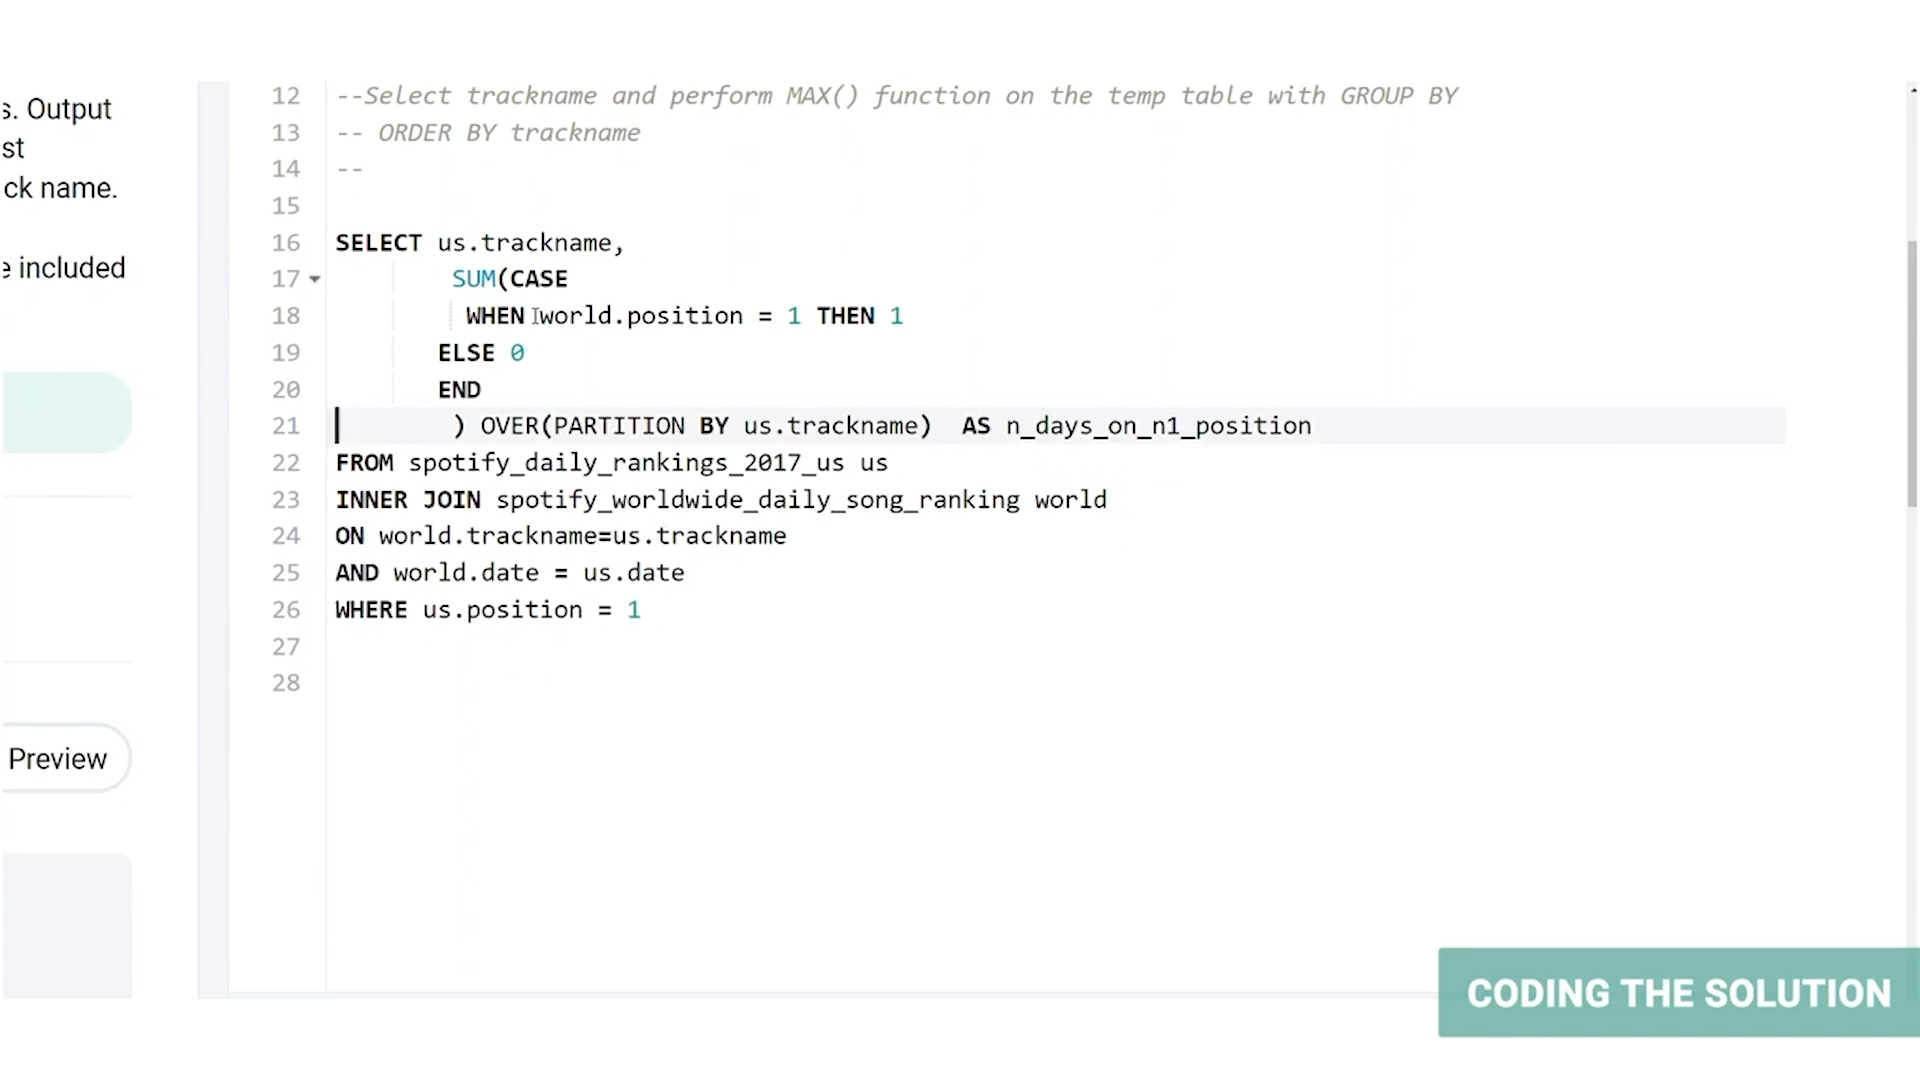 s. Output
st
ck name.
e included
Preview
12 --Select trackname and perform MAX() function on the temp table with GROUP BY
13 -- ORDER BY trackname
14 --
15
16 SELECT us.trackname,
17 SUM(CASE
18 WHEN world.position = 1 THEN 1
19 ELSE 0
20 END
21 ) OVER(PARTITION BY us.trackname)  AS n_days_on_n1_position
22 FROM spotify_daily_rankings_2017_us us
23 INNER JOIN spotify_worldwide_daily_song_ranking world
24 ON world.trackname=us.trackname
25 AND world.date = us.date
26 WHERE us.position = 1
27
28
CODING THE SOLUTION